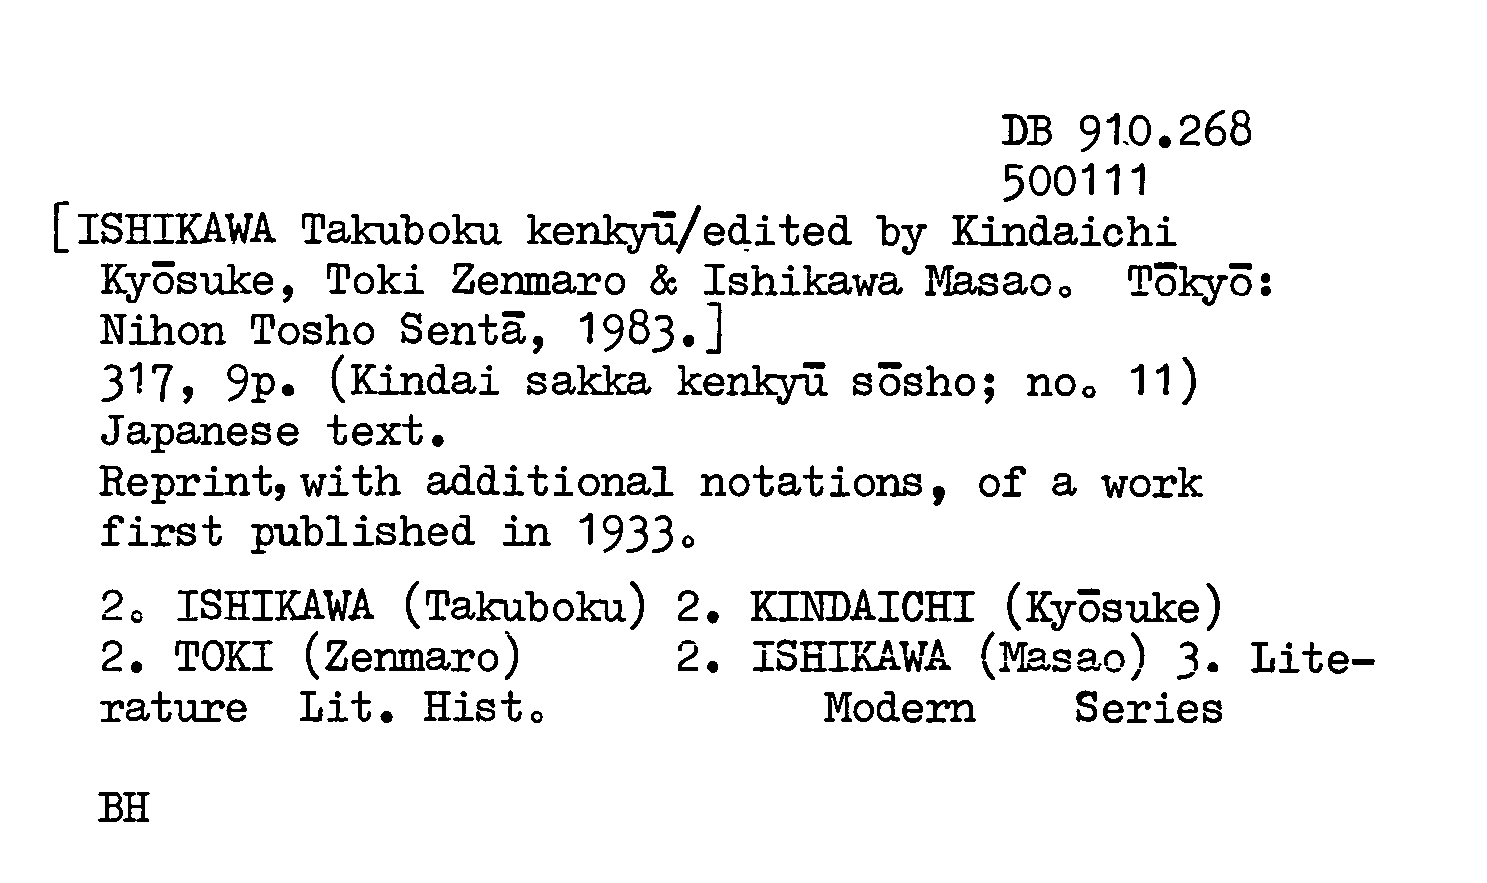 DB 910.268
500111
[ISHIKAWA Takuboku kenkyū/edited by Kindaichi
Kyōsuke, Toki Zenmaro & Ishikawa Masao. Tōkyō:
Nihon Tosho Sentā, 1983.]
317, 9p. (Kindai sakka kenkyū sōsho; no. 11)
Japanese text.
Reprint, with additional notations, of a work
first published in 1933.
2. ISHIKAWA (Takuboku) 2. KINDAICHI (Kyōsuke)
2. TOKI (Zenmaro) 2. ISHIKAWA (Masao) 3. Lite-
rature Lit. Hist. Modern Series
BH